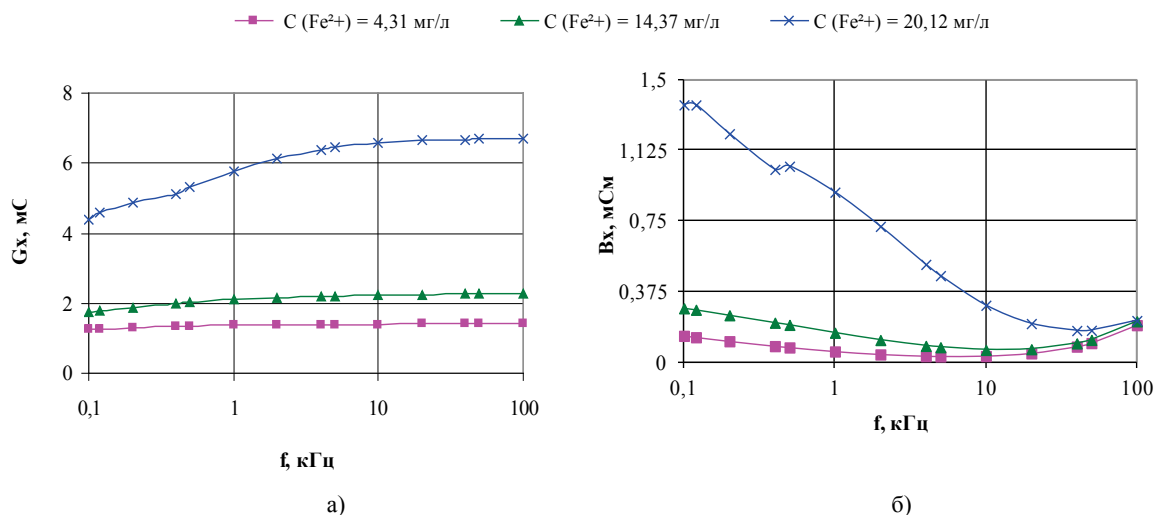 C (Fe²+) = 4,31 мг/л
C (Fe²+) = 14,37 мг/л
C (Fe²+) = 20,12 мг/л
Gx, мС
8
6
4
2
0
0,1
1
10
100
f, кГц
а)
Bx, мСм
1,5
1,125
0,75
0,375
0
0,1
1
10
100
f, кГц
б)